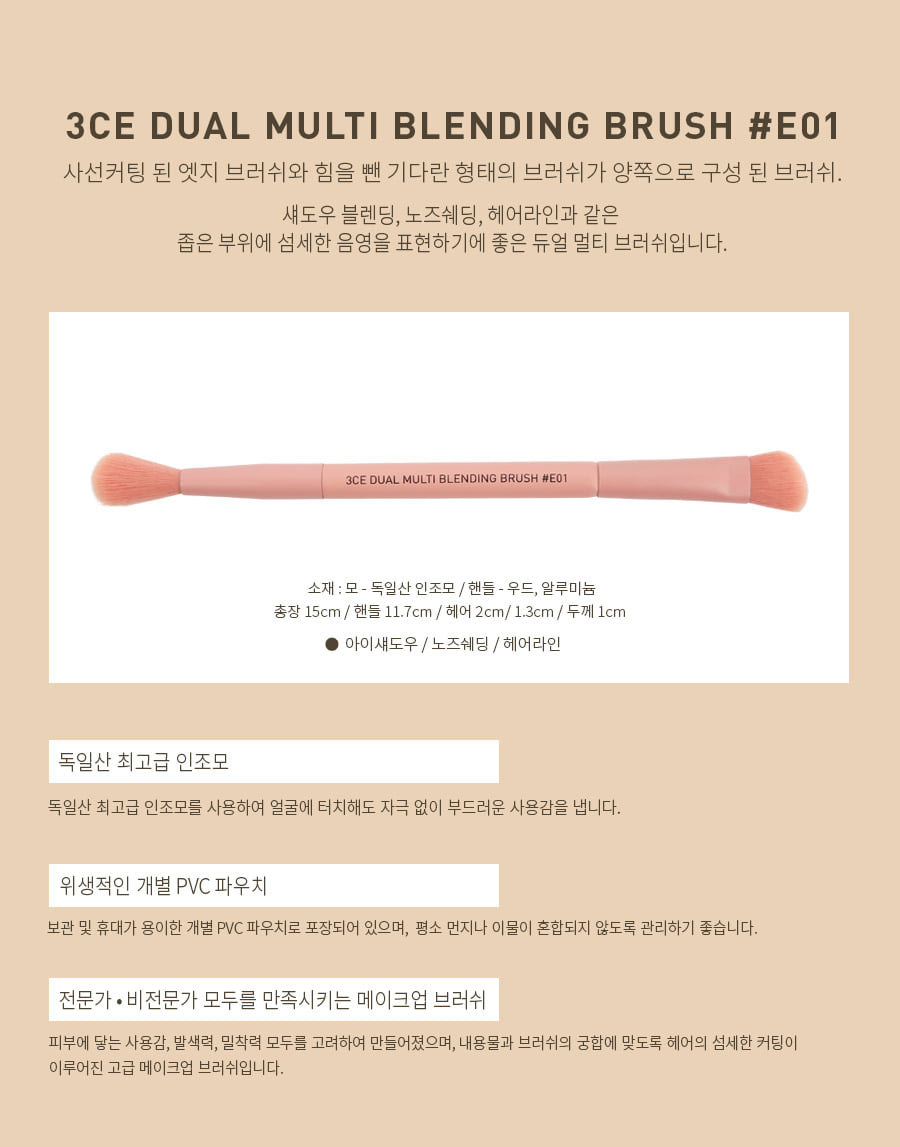 3CE DUAL MULTI BLENDING BRUSH #E01
사선커팅 된 엣지 브러쉬와 힘을 뺀 기다란 형태의 브러쉬가 양쪽으로 구성 된 브러쉬.
섀도우 블렌딩, 노즈쉐딩, 헤어라인과 같은
좁은 부위에 섬세한 음영을 표현하기에 좋은 듀얼 멀티 브러쉬입니다.
3CE DUAL MULTI BLENDING BRUSH #E01
소재 : 모 - 독일산 인조모 / 핸들 - 우드, 알루미늄
총장 15cm / 핸들 11.7cm / 헤어 2cm/ 1.3cm / 두께 1cm
● 아이섀도우 / 노즈쉐딩 / 헤어라인
독일산 최고급 인조모
독일산 최고급 인조모를 사용하여 얼굴에 터치해도 자극 없이 부드러운 사용감을 냅니다.
위생적인 개별 PVC 파우치
보관 및 휴대가 용이한 개별 PVC 파우치로 포장되어 있으며, 평소 먼지나 이물이 혼합되지 않도록 관리하기 좋습니다.
전문가 • 비전문가 모두를 만족시키는 메이크업 브러쉬
피부에 닿는 사용감, 발색력, 밀착력 모두를 고려하여 만들어졌으며, 내용물과 브러쉬의 궁합에 맞도록 헤어의 섬세한 커팅이
이루어진 고급 메이크업 브러쉬입니다.